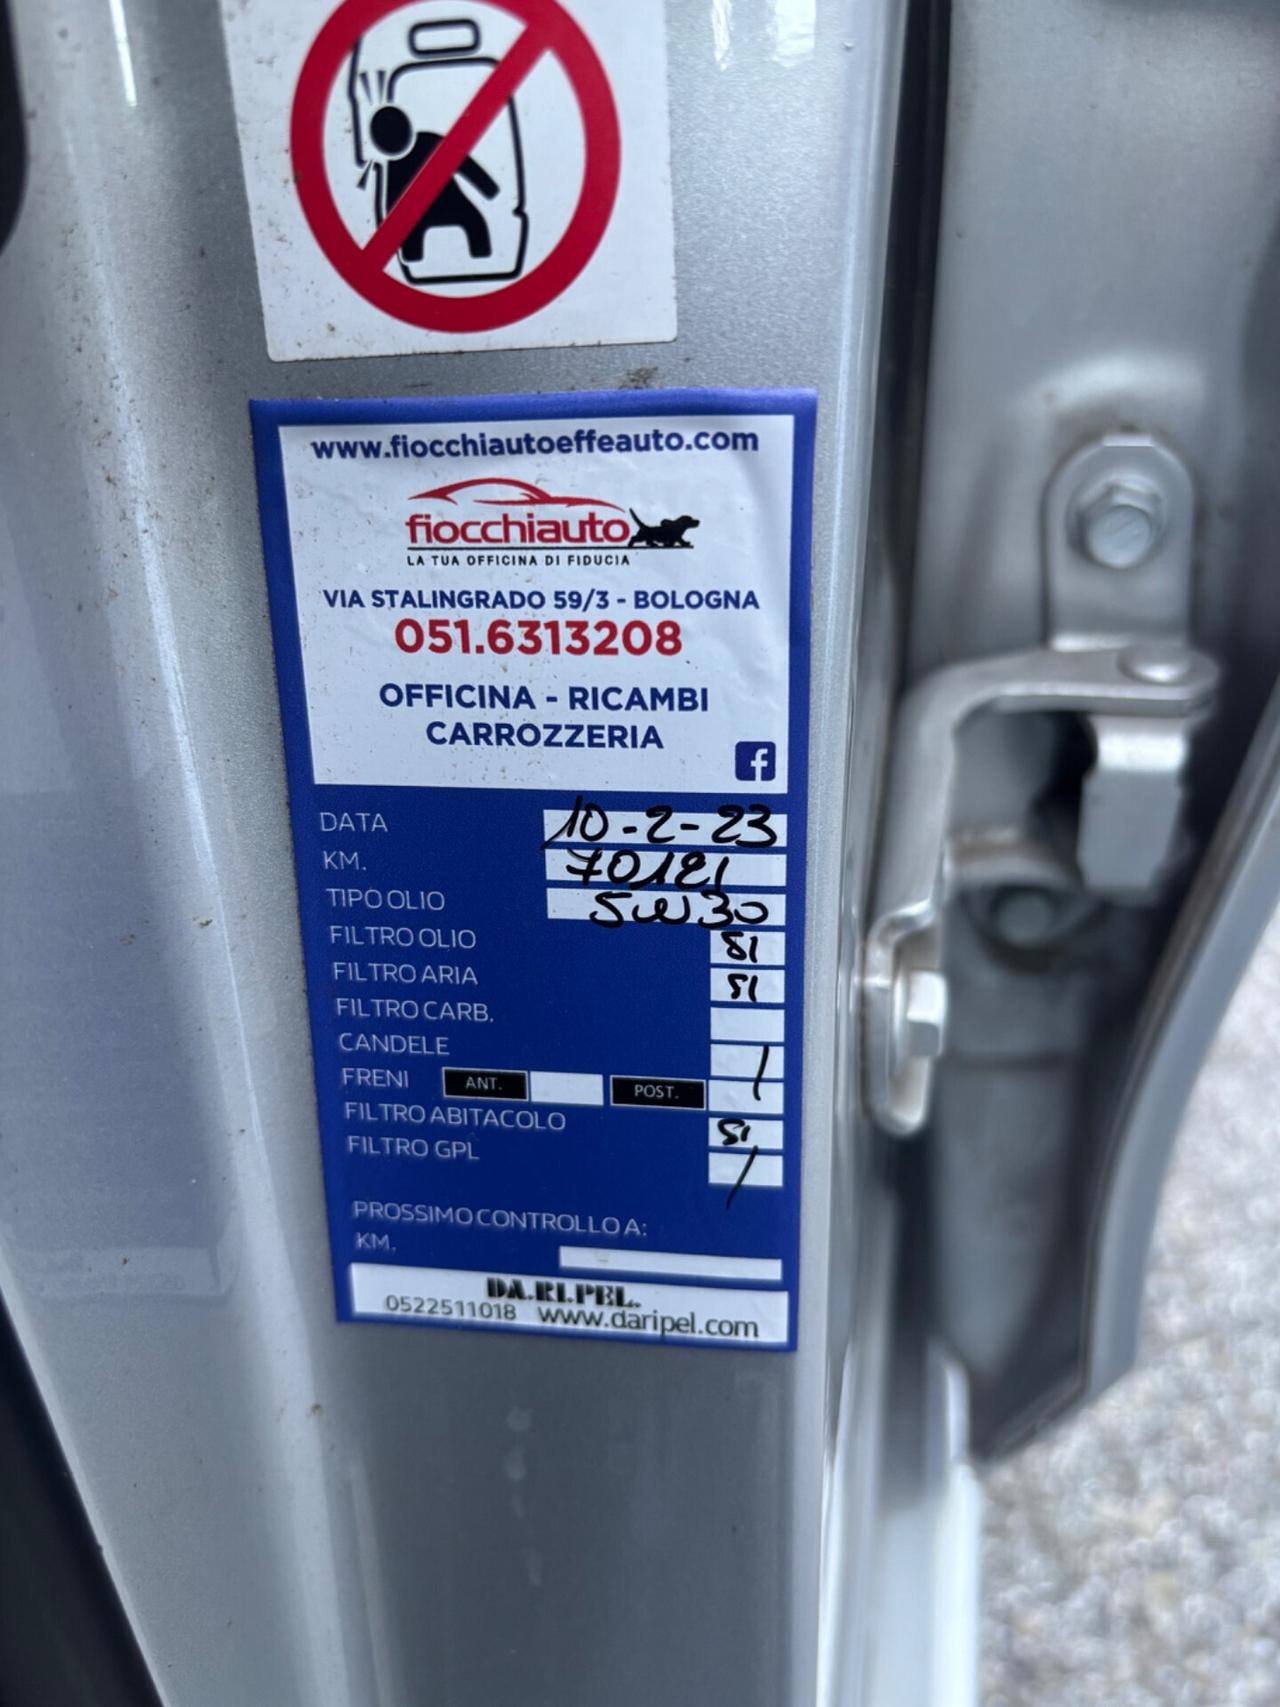 www.fiocchiautoeffeauto.com
fiocchiauto
LA TUA OFFICINA DI FIDUCIA
VIA STALINGRADO 59/3 - BOLOGNA
051.6313208
OFFICINA - RICAMBI
CARROZZERIA
f
DATA 10-2-23
KM. 70121
TIPO OLIO 5W30
FILTRO OLIO SI
FILTRO ARIA SI
FILTRO CARB.
CANDELE /
FRENI ANT. POST.
FILTRO ABITACOLO SI
FILTRO GPL /
PROSSIMO CONTROLLO A:
KM.
DA.RI.PEL.
0522511018 www.daripel.com